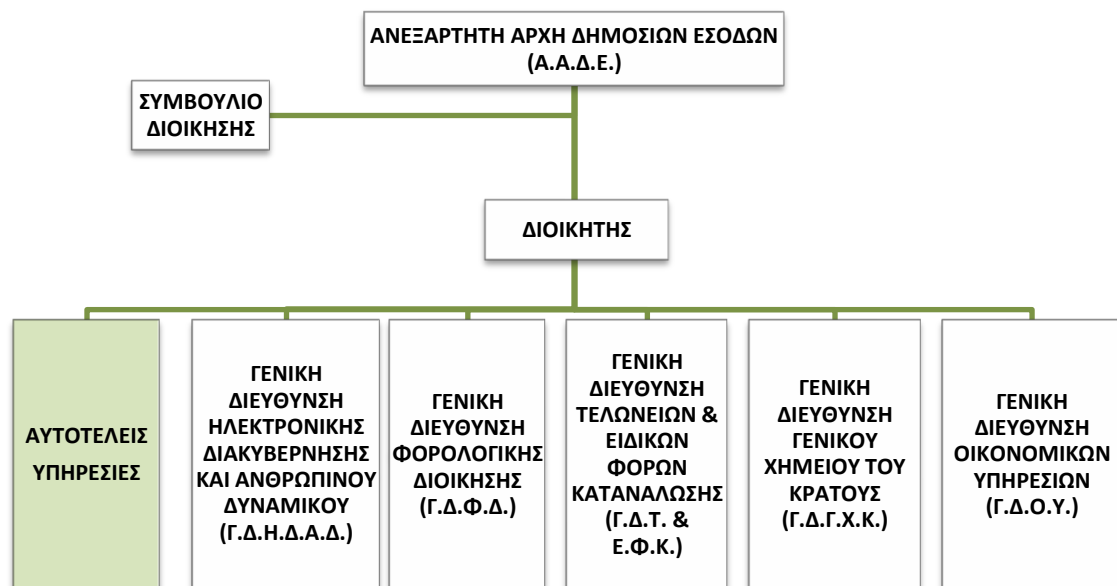 ΑΝΕΞΑΡΤΗΤΗ ΑΡΧΗ ΔΗΜΟΣΙΩΝ ΕΣΟΔΩΝ
(Α.Α.Δ.Ε.)
ΣΥΜΒΟΥΛΙΟ
ΔΙΟΙΚΗΣΗΣ
ΔΙΟΙΚΗΤΗΣ
ΑΥΤΟΤΕΛΕΙΣ
ΥΠΗΡΕΣΙΕΣ
ΓΕΝΙΚΗ
ΔΙΕΥΘΥΝΣΗ
ΗΛΕΚΤΡΟΝΙΚΗΣ
ΔΙΑΚΥΒΕΡΝΗΣΗΣ
ΚΑΙ ΑΝΘΡΩΠΙΝΟΥ
ΔΥΝΑΜΙΚΟΥ
(Γ.Δ.Η.Δ.Α.Δ.)
ΓΕΝΙΚΗ
ΔΙΕΥΘΥΝΣΗ
ΦΟΡΟΛΟΓΙΚΗΣ
ΔΙΟΙΚΗΣΗΣ
(Γ.Δ.Φ.Δ.)
ΓΕΝΙΚΗ
ΔΙΕΥΘΥΝΣΗ
ΤΕΛΩΝΕΙΩΝ &
ΕΙΔΙΚΩΝ
ΦΟΡΩΝ
ΚΑΤΑΝΑΛΩΣΗΣ
(Γ.Δ.Τ. &
Ε.Φ.Κ.)
ΓΕΝΙΚΗ
ΔΙΕΥΘΥΝΣΗ
ΓΕΝΙΚΟΥ
ΧΗΜΕΙΟΥ ΤΟΥ
ΚΡΑΤΟΥΣ
(Γ.Δ.Γ.Χ.Κ.)
ΓΕΝΙΚΗ
ΔΙΕΥΘΥΝΣΗ
ΟΙΚΟΝΟΜΙΚΩΝ
ΥΠΗΡΕΣΙΩΝ
(Γ.Δ.Ο.Υ.)